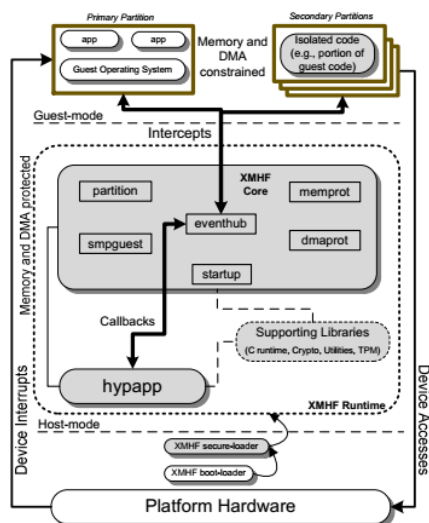 Primary Partition
Secondary Partitions
app
app
Guest Operating System
Memory and
DMA
constrained
Isolated code
(e.g., portion of
guest code)
Guest-mode
Intercepts
Memory and DMA protected
XMHF
Core
partition
memprot
eventhub
smpguest
dmaprot
startup
Callbacks
Supporting Libraries
(C runtime, Crypto, Utilities, TPM)
hypapp
XMHF Runtime
Device Interrupts
Device Accesses
Host-mode
XMHF secure-loader
XMHF boot-loader
Platform Hardware